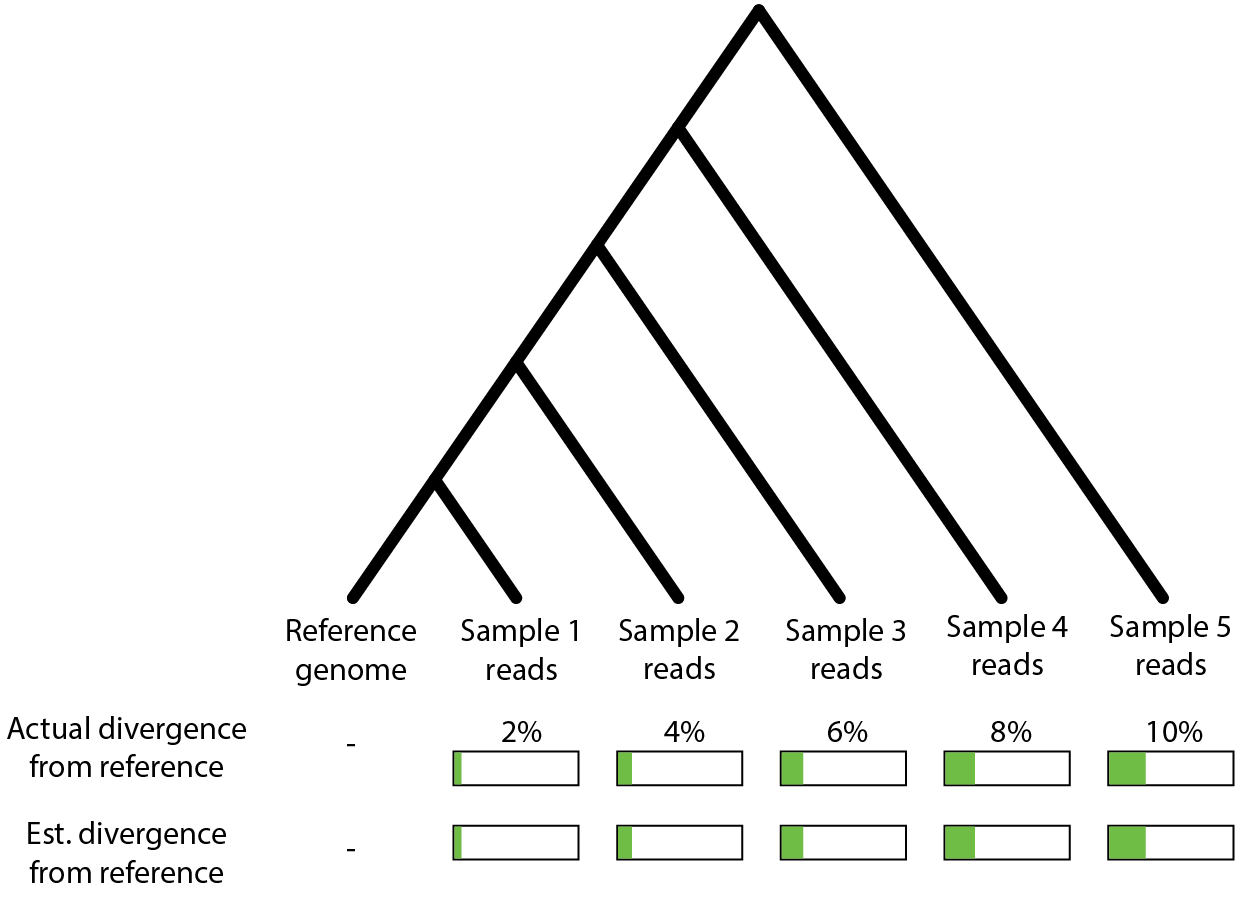 Reference
genome
Sample 1
reads
Sample 2
reads
Sample 3
reads
Sample 4
reads
Sample 5
reads
Actual divergence
from reference
-
2%
4%
6%
8%
10%
Est. divergence
from reference
-